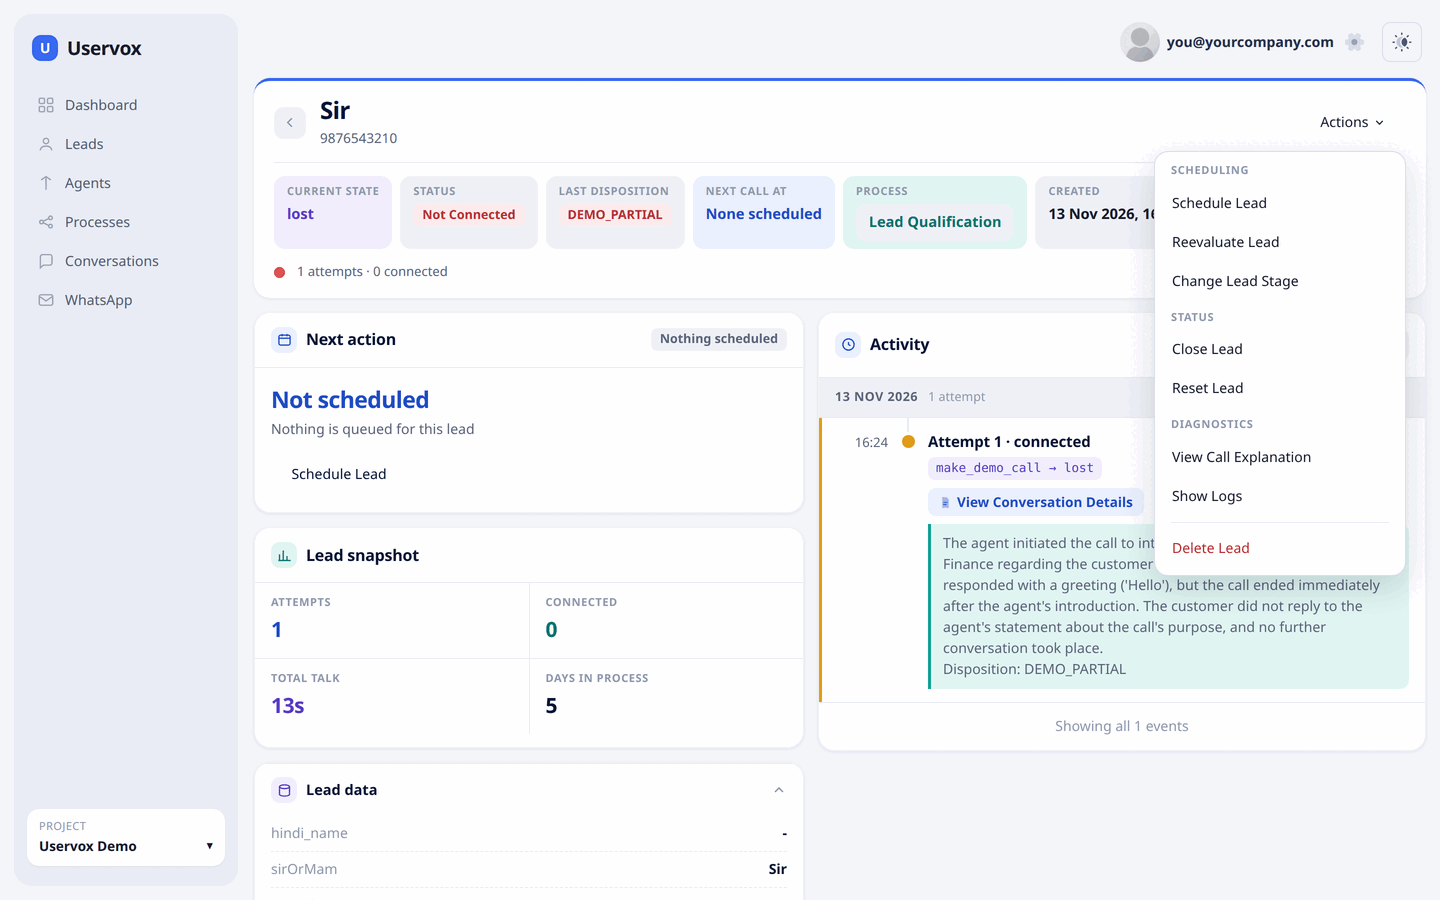 U Uservox
Dashboard
Leads
Agents
Processes
Conversations
WhatsApp
PROJECT
Uservox Demo
you@yourcompany.com
Sir
9876543210
Actions
CURRENT STATE
lost
STATUS
Not Connected
LAST DISPOSITION
DEMO_PARTIAL
NEXT CALL AT
None scheduled
PROCESS
Lead Qualification
CREATED
13 Nov 2026,
1 attempts · 0 connected
SCHEDULING
Schedule Lead
Reevaluate Lead
Change Lead Stage
STATUS
Close Lead
Reset Lead
DIAGNOSTICS
View Call Explanation
Show Logs
Delete Lead
Next action
Nothing scheduled
Not scheduled
Nothing is queued for this lead
Schedule Lead
Lead snapshot
ATTEMPTS
1
CONNECTED
0
TOTAL TALK
13s
DAYS IN PROCESS
5
Lead data
hindi_name -
sirOrMam Sir
Activity
13 NOV 2026 1 attempt
16:24 Attempt 1 · connected
make_demo_call → lost
View Conversation Details
The agent initiated the call to
Finance regarding the customer
responded with a greeting ('Hello'), but the call ended immediately
after the agent's introduction. The customer did not reply to the
agent's statement about the call's purpose, and no further
conversation took place.
Disposition: DEMO_PARTIAL
Showing all 1 events